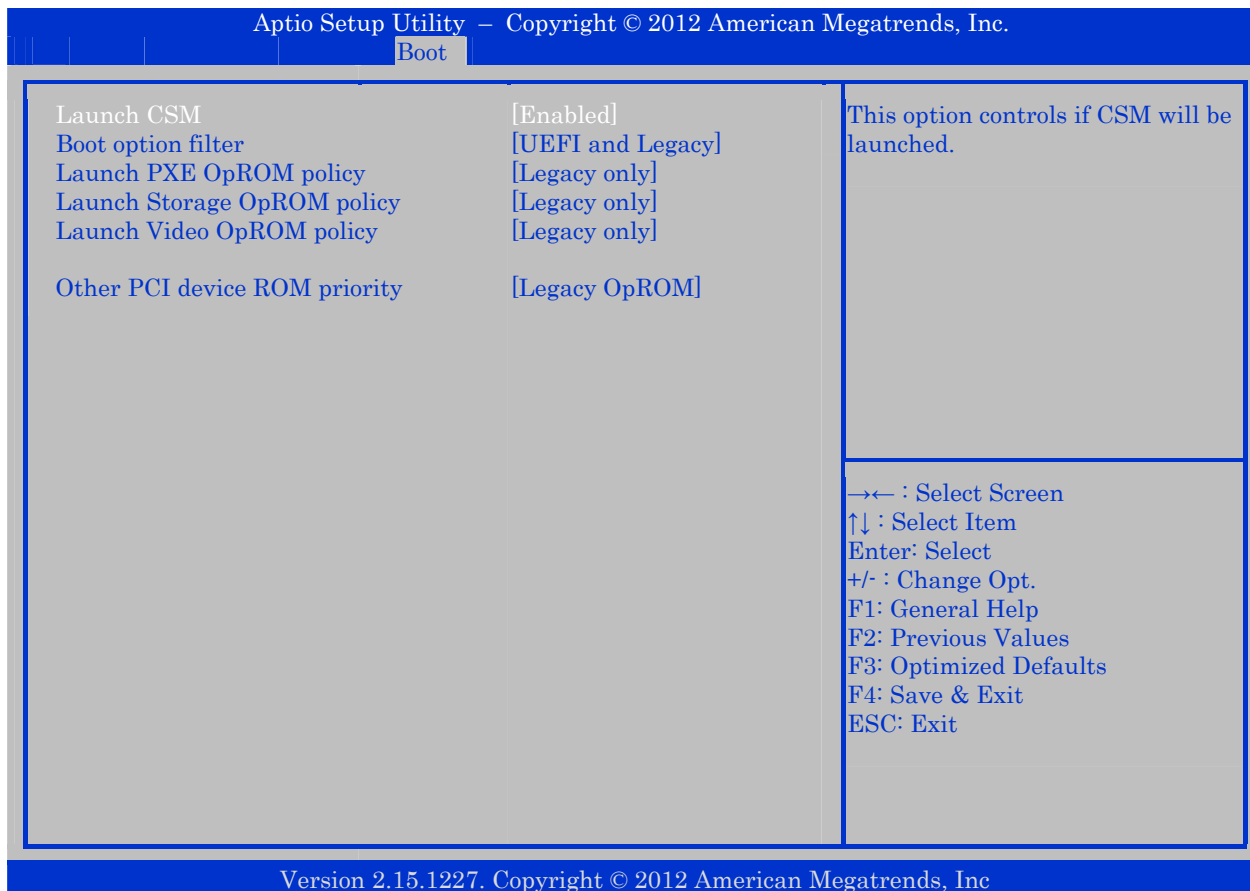 Aptio Setup Utility – Copyright © 2012 American Megatrends, Inc.
Boot
Launch CSM [Enabled]
Boot option filter [UEFI and Legacy]
Launch PXE OpROM policy [Legacy only]
Launch Storage OpROM policy [Legacy only]
Launch Video OpROM policy [Legacy only]
Other PCI device ROM priority [Legacy OpROM]
This option controls if CSM will be
launched.
→← : Select Screen
↑↓ : Select Item
Enter: Select
+/- : Change Opt.
F1: General Help
F2: Previous Values
F3: Optimized Defaults
F4: Save & Exit
ESC: Exit
Version 2.15.1227. Copyright © 2012 American Megatrends, Inc